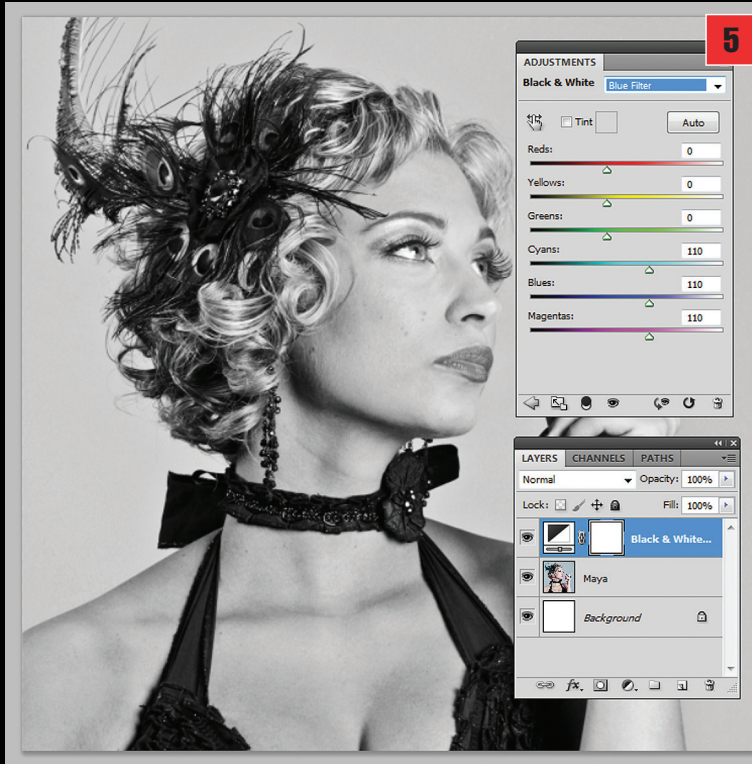 5
ADJUSTMENTS
Black & White Blue Filter
Tint Auto
Reds: 0
Yellows: 0
Greens: 0
Cyans: 110
Blues: 110
Magentas: 110
LAYERS CHANNELS PATHS
Normal Opacity: 100%
Lock: Fill: 100%
Black & White...
Maya
Background
fx.